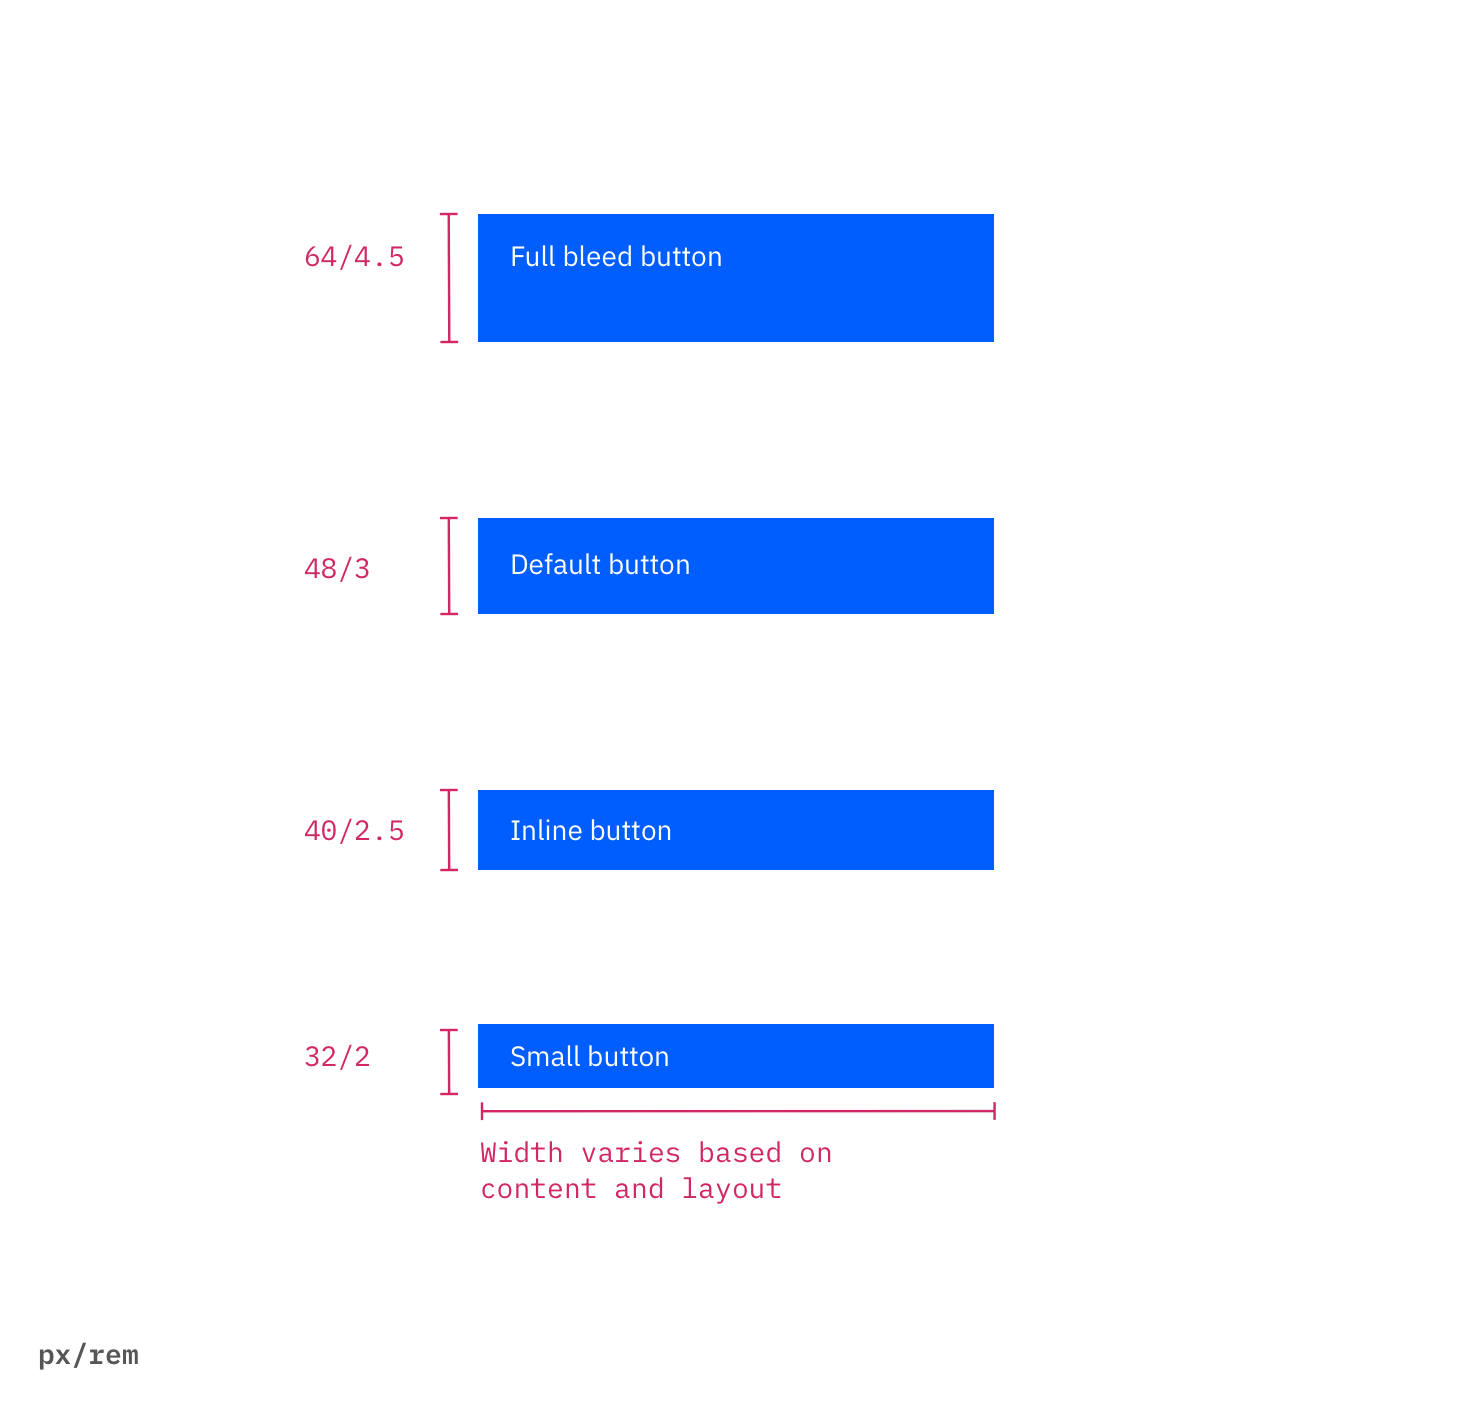 64/4.5
Full bleed button
48/3
Default button
40/2.5
Inline button
32/2
Small button
Width varies based on
content and layout
px/rem